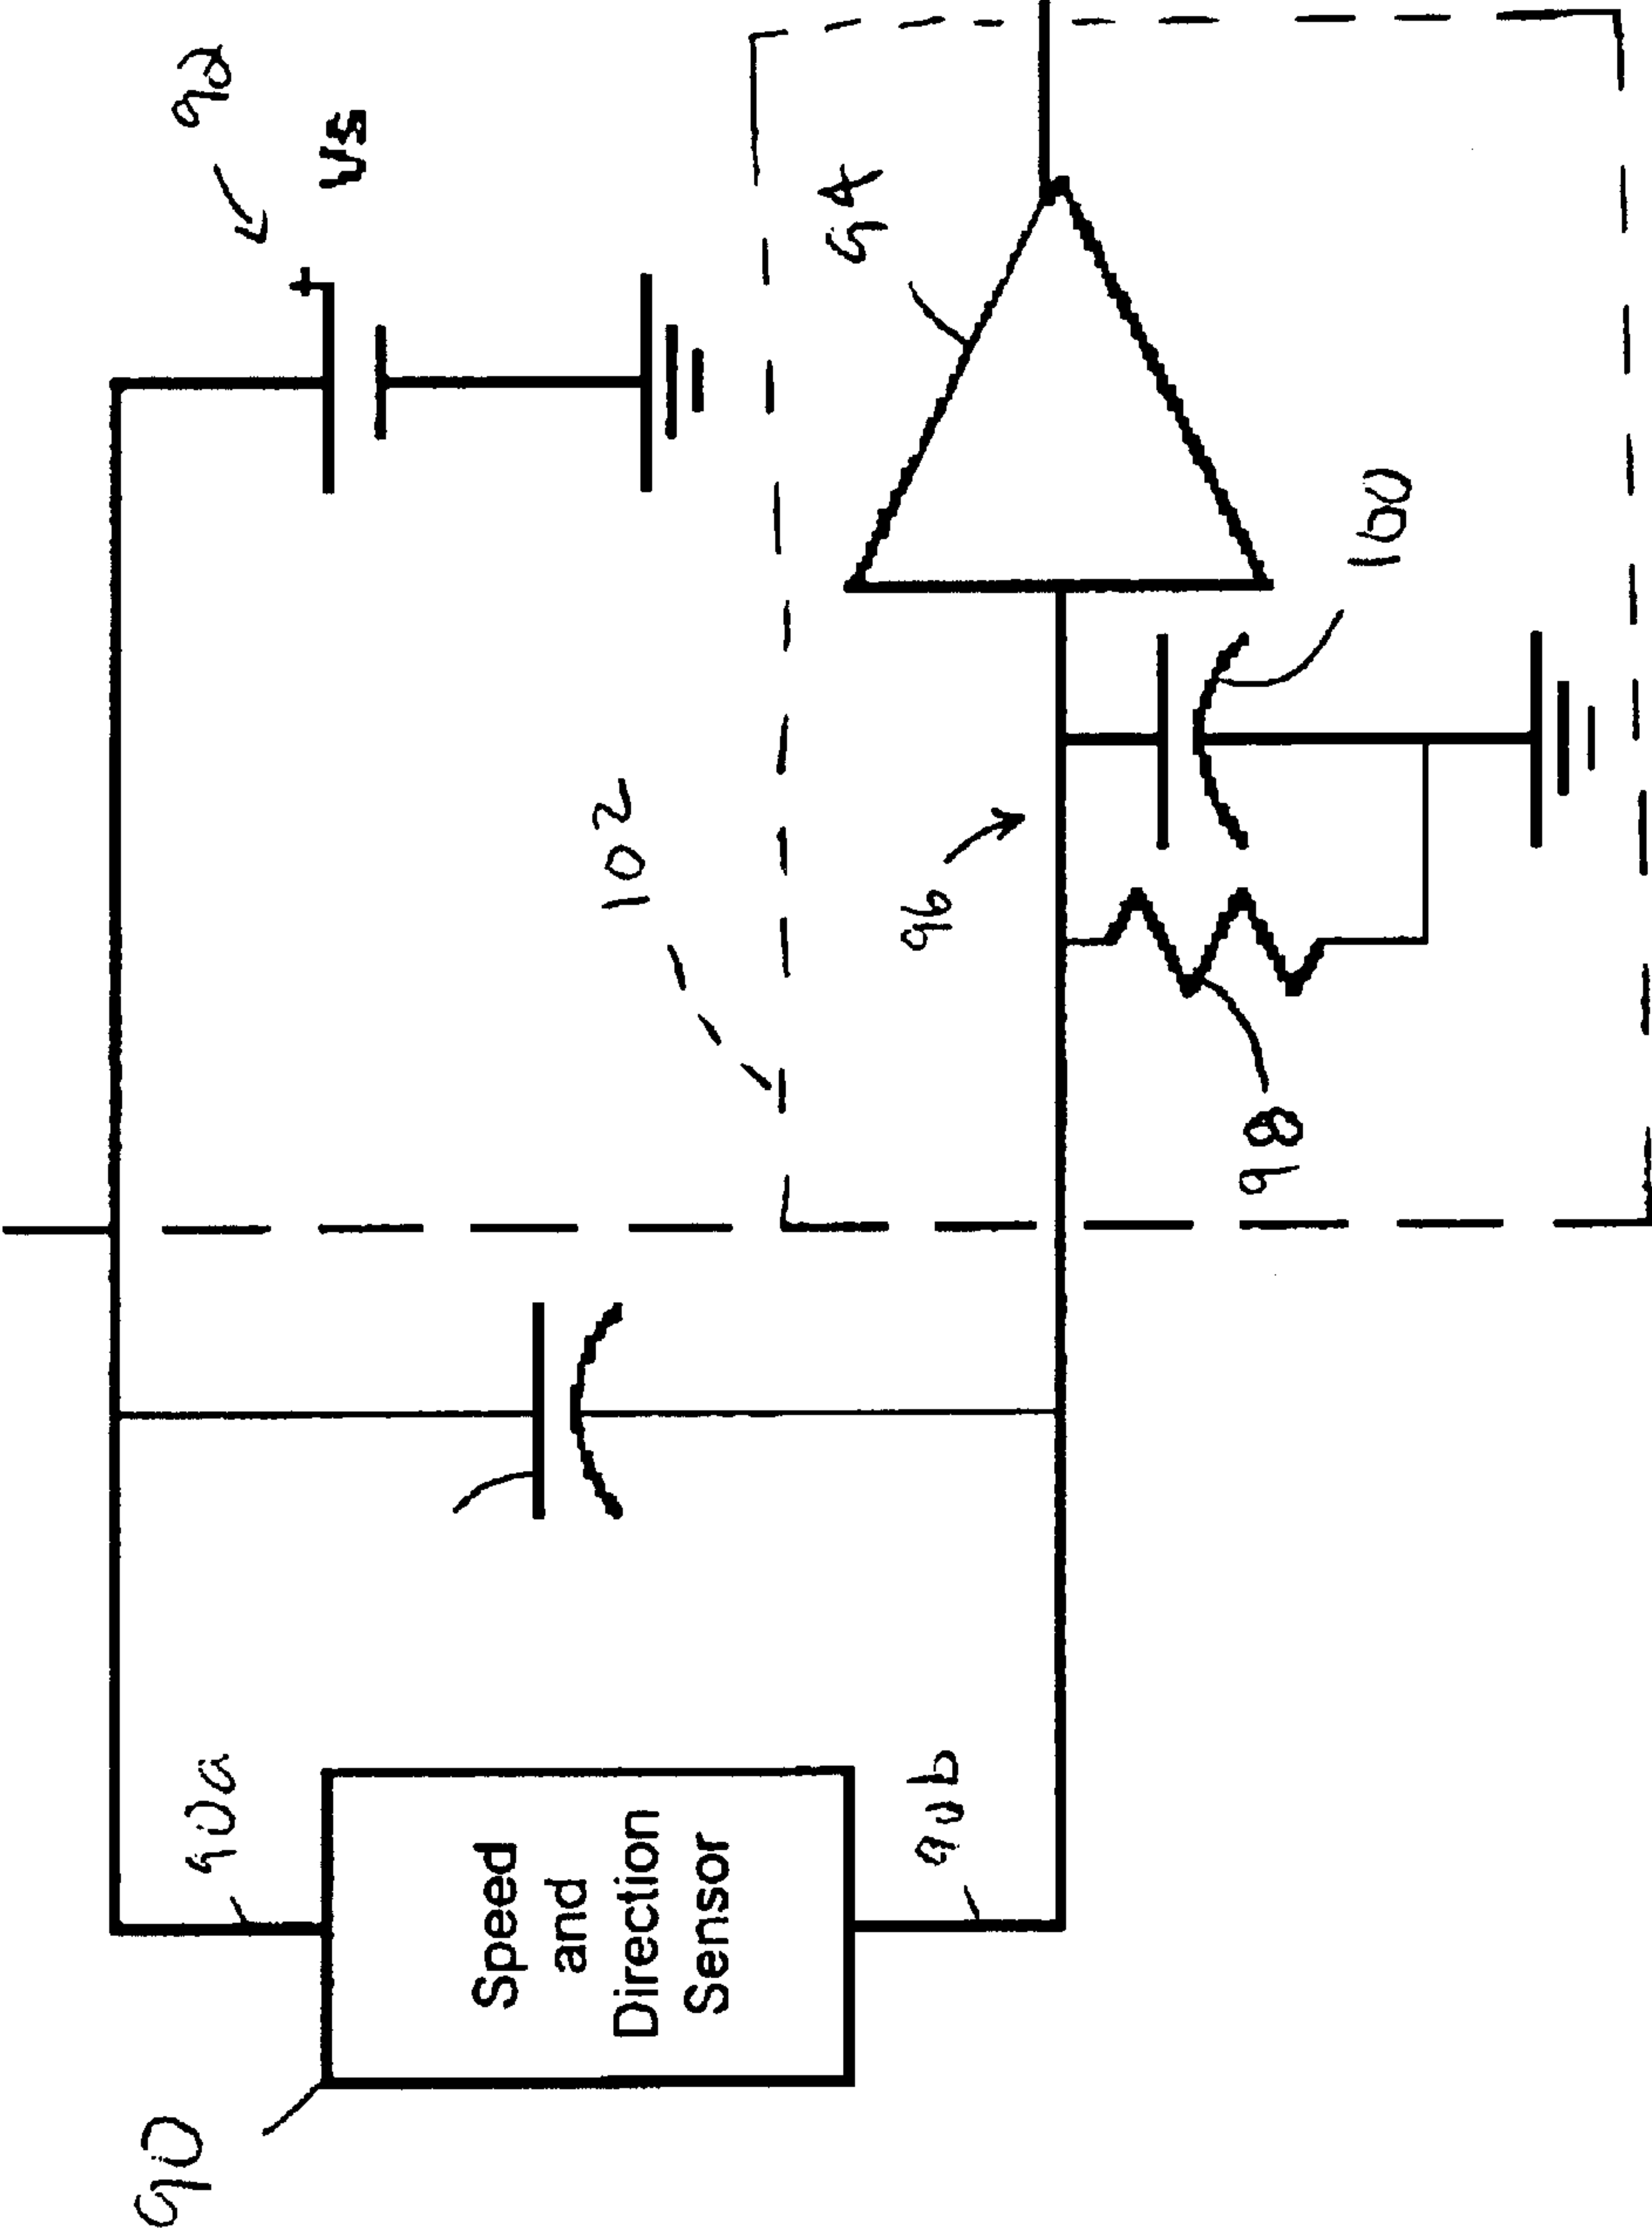 90
90a
92
Vs
Speed
and
Direction
Sensor
102
94
90b
96
98
100